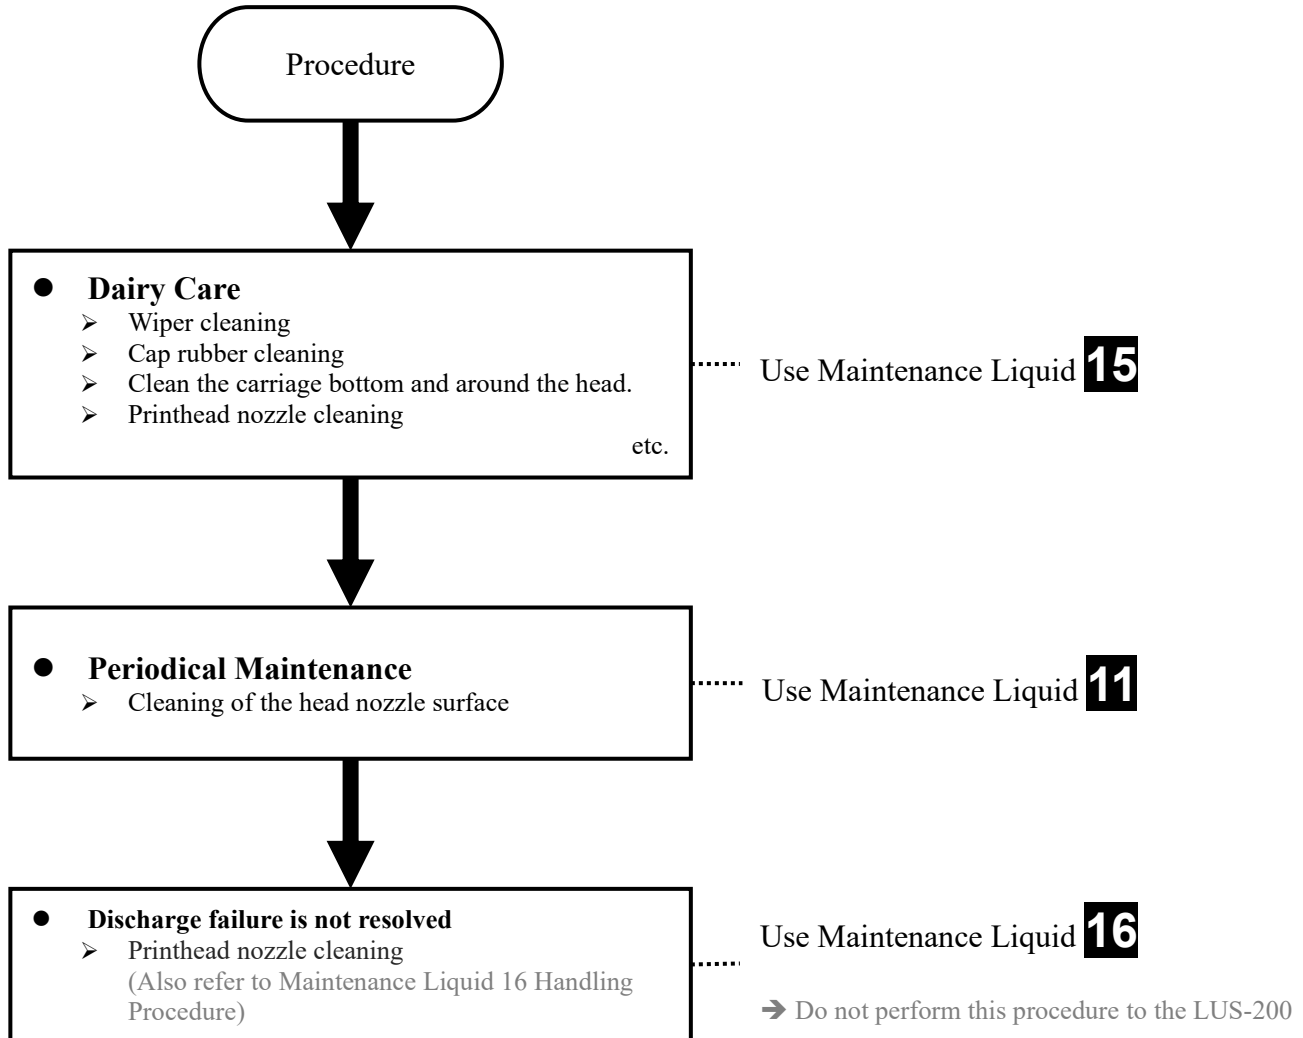 Procedure
● Dairy Care
➢ Wiper cleaning
➢ Cap rubber cleaning
➢ Clean the carriage bottom and around the head.
➢ Printhead nozzle cleaning
etc.
Use Maintenance Liquid 15
● Periodical Maintenance
➢ Cleaning of the head nozzle surface
Use Maintenance Liquid 11
● Discharge failure is not resolved
➢ Printhead nozzle cleaning
(Also refer to Maintenance Liquid 16 Handling
Procedure)
Use Maintenance Liquid 16
➔ Do not perform this procedure to the LUS-200